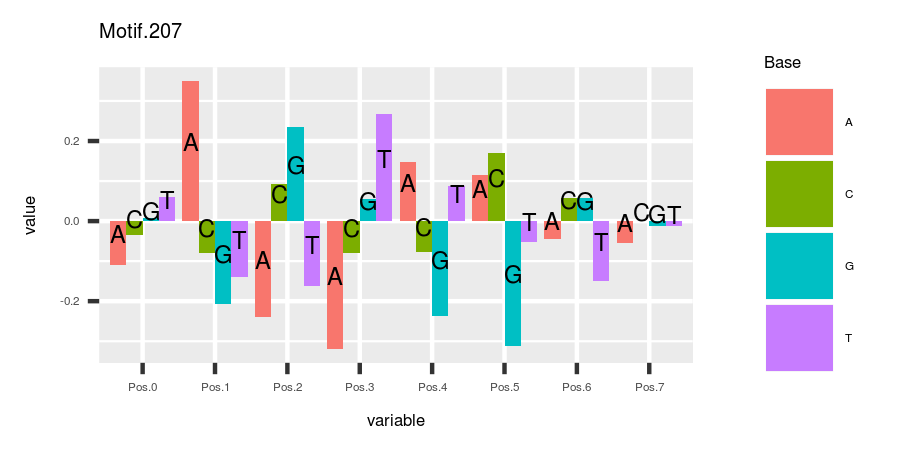 Motif.207
value
0.2
0.0
-0.2
A C G T A C G T A C G T A C G T A C G T A C G T A C G T A C G T
Pos.0 Pos.1 Pos.2 Pos.3 Pos.4 Pos.5 Pos.6 Pos.7
variable
Base
A
C
G
T